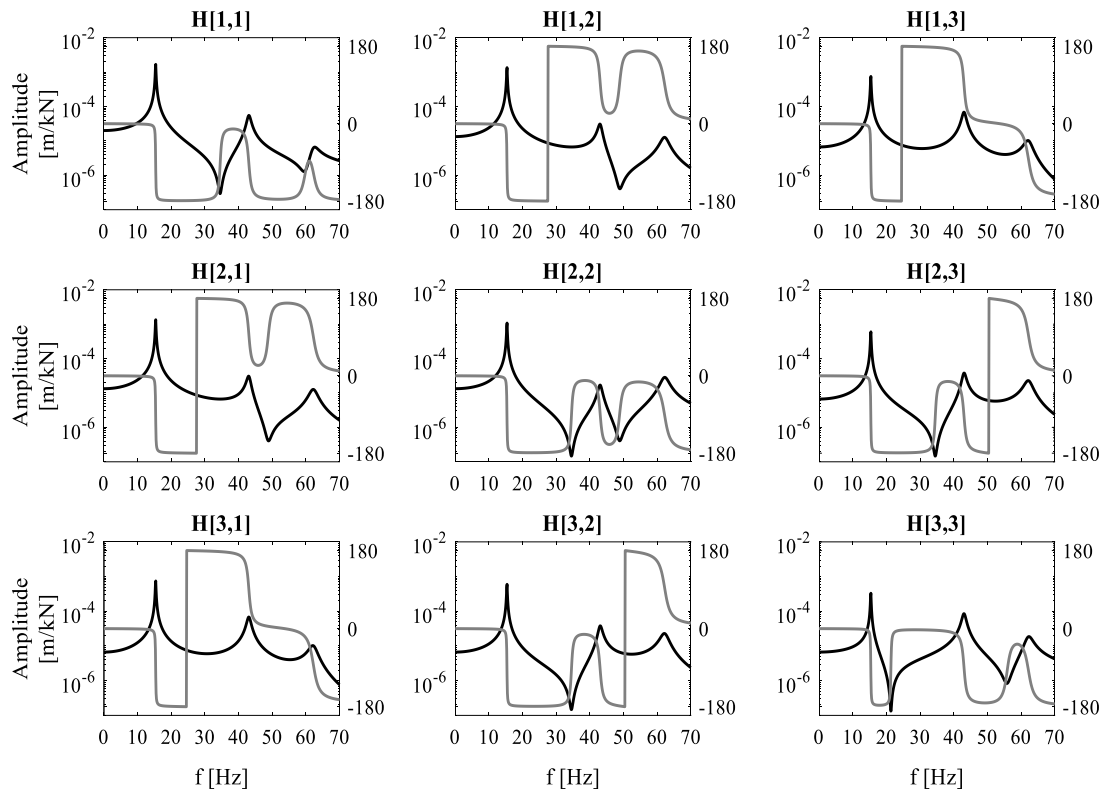 H[1,1] H[1,2] H[1,3]
10-2 180 10-2 180 10-2 180
Amplitude [m/kN]
10-4 0 10-4 0 10-4 0
10-6 -180 10-6 -180 10-6 -180
0 10 20 30 40 50 60 70 0 10 20 30 40 50 60 70 0 10 20 30 40 50 60 70
H[2,1] H[2,2] H[2,3]
10-2 180 10-2 180 10-2 180
Amplitude [m/kN]
10-4 0 10-4 0 10-4 0
10-6 -180 10-6 -180 10-6 -180
0 10 20 30 40 50 60 70 0 10 20 30 40 50 60 70 0 10 20 30 40 50 60 70
H[3,1] H[3,2] H[3,3]
10-2 180 10-2 180 10-2 180
Amplitude [m/kN]
10-4 0 10-4 0 10-4 0
10-6 -180 10-6 -180 10-6 -180
0 10 20 30 40 50 60 70 0 10 20 30 40 50 60 70 0 10 20 30 40 50 60 70
f [Hz] f [Hz] f [Hz]